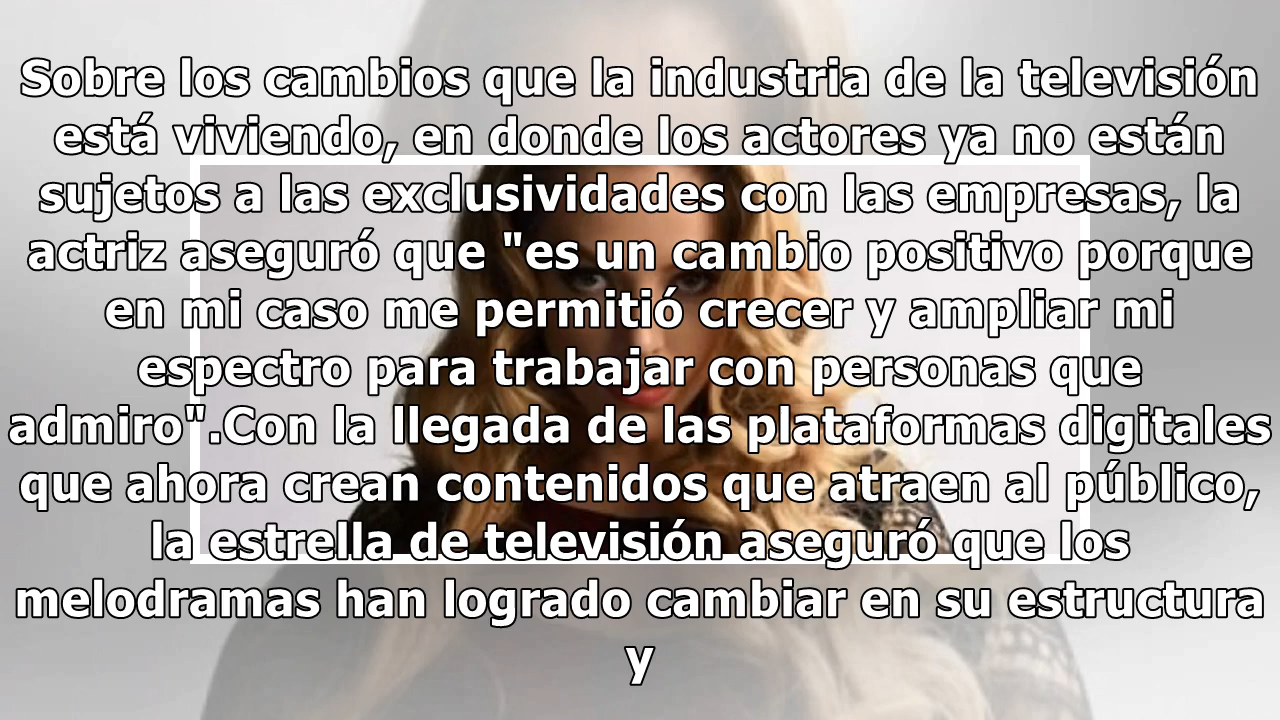 Sobre los cambios que la industria de la televisión
está viviendo, en donde los actores ya no están
sujetos a las exclusividades con las empresas, la
actriz aseguró que "es un cambio positivo porque
en mi caso me permitió crecer y ampliar mi
espectro para trabajar con personas que
admiro".Con la llegada de las plataformas digitales
que ahora crean contenidos que atraen al público,
la estrella de televisión aseguró que los
melodramas han logrado cambiar en su estructura
y